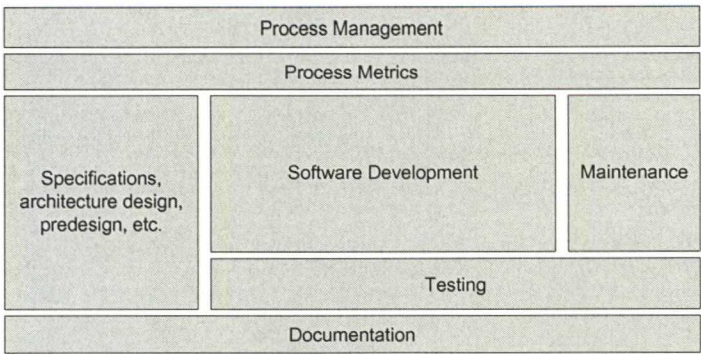 Process Management
Process Metrics
Specifications,
architecture design,
predesign, etc.
Software Development
Maintenance
Testing
Documentation